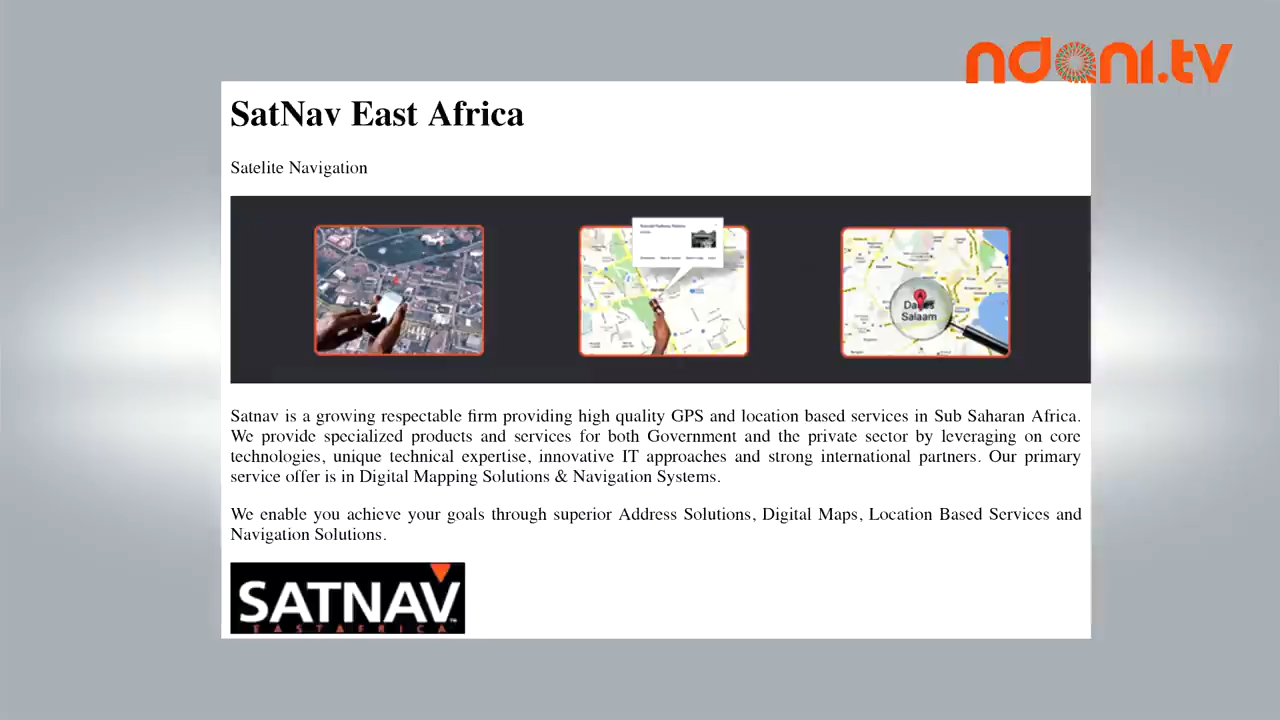 ndani.tv
SatNav East Africa
Satelite Navigation
Dar es
Salaam
Satnav is a growing respectable firm providing high quality GPS and location based services in Sub Saharan Africa.
We provide specialized products and services for both Government and the private sector by leveraging on core
technologies, unique technical expertise, innovative IT approaches and strong international partners. Our primary
service offer is in Digital Mapping Solutions & Navigation Systems.
We enable you achieve your goals through superior Address Solutions, Digital Maps, Location Based Services and
Navigation Solutions.
SATNAV
EAST AFRICA